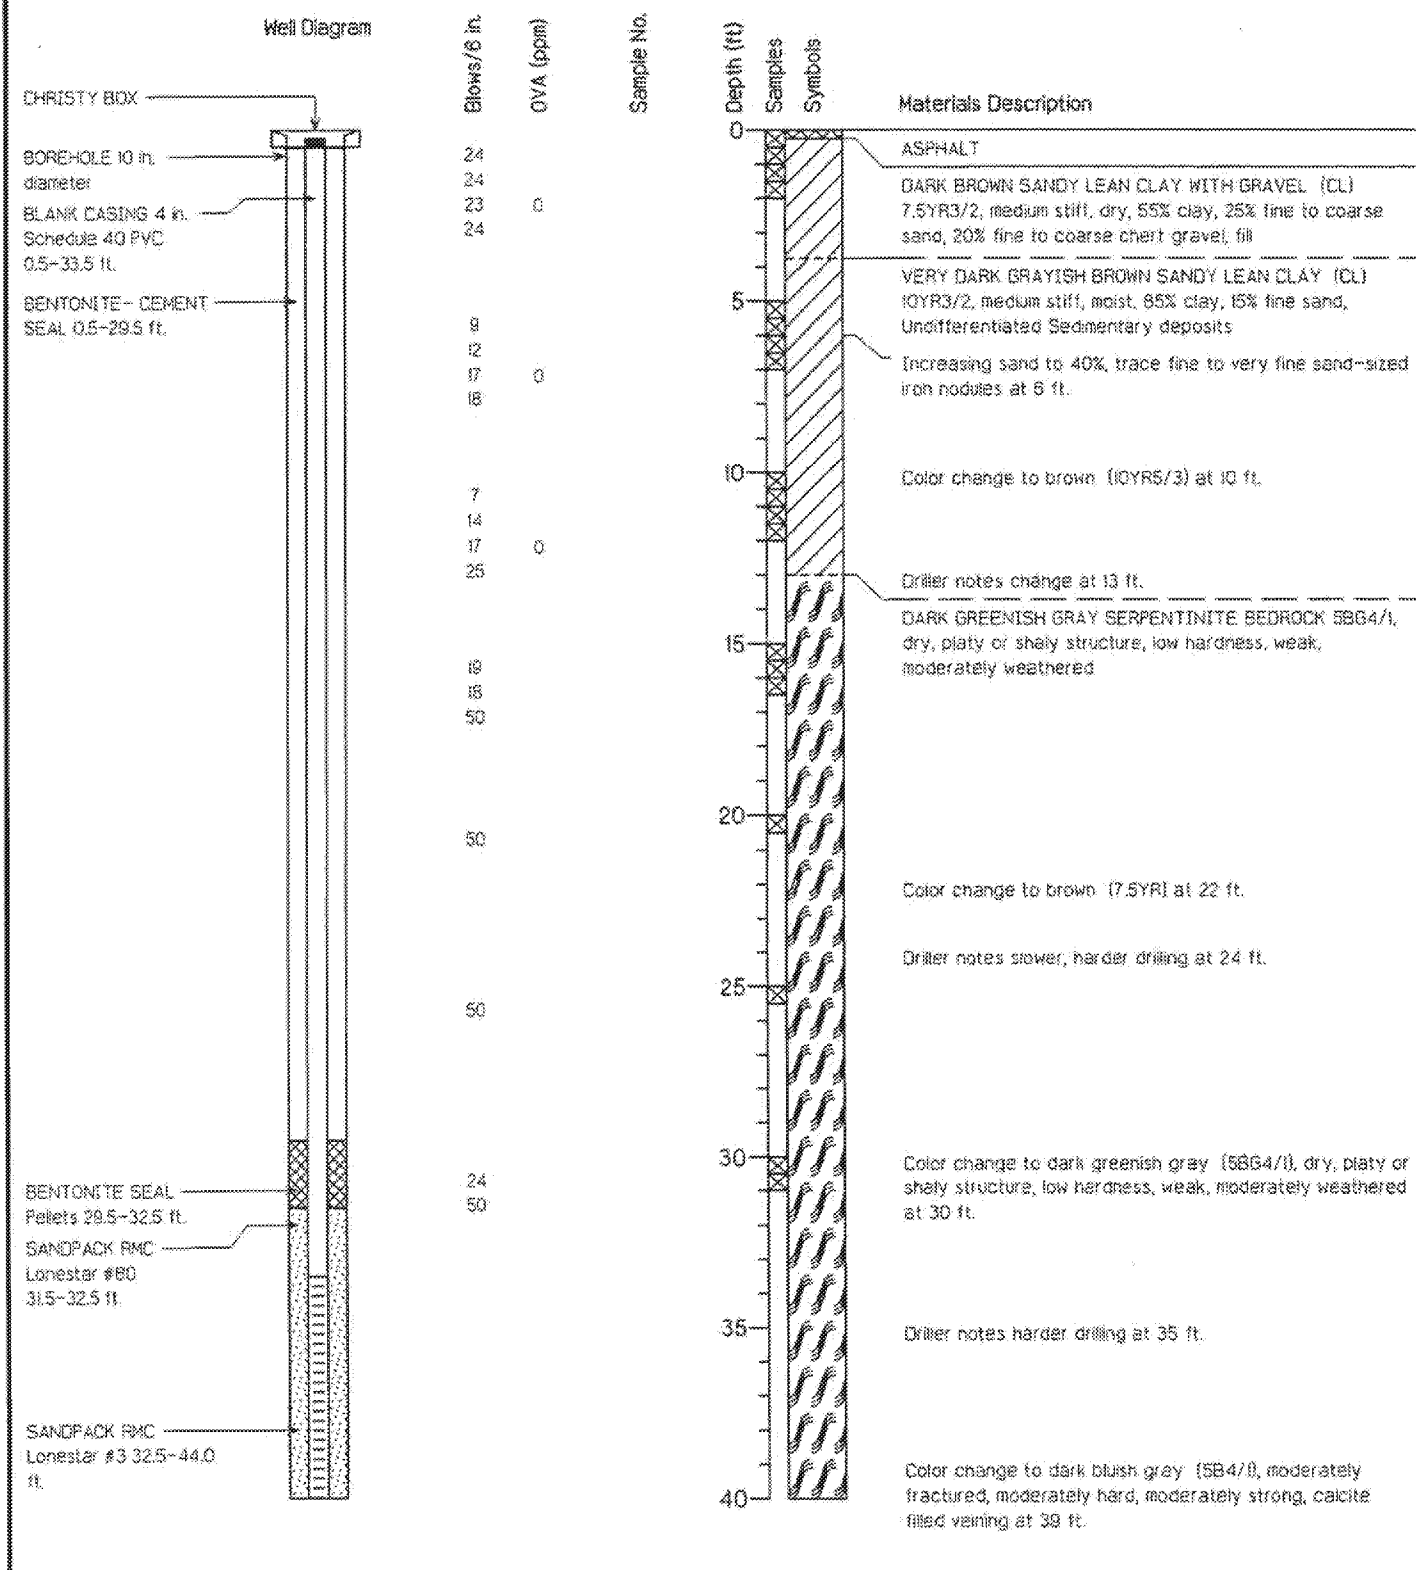 Well Diagram
Blows/6 in.
OVA (ppm)
Sample No.
Depth (ft)
Samples
Symbols
Materials Description
CHRISTY BOX
BOREHOLE 10 in.
diameter
BLANK CASING 4 in.
Schedule 40 PVC
0.5-33.5 ft.
BENTONITE- CEMENT
SEAL 0.5-29.5 ft.
BENTONITE SEAL
Pellets 29.5-32.5 ft.
SANDPACK RMC
Lonestar #60
31.5-32.5 ft.
SANDPACK RMC
Lonestar #3 32.5-44.0
ft.
24
24
23 0
24
9
12
17 0
18
7
14
17 0
25
19
18
50
50
50
24
50
0
5
10
15
20
25
30
35
40
ASPHALT
DARK BROWN SANDY LEAN CLAY WITH GRAVEL (CL)
7.5YR3/2, medium stiff, dry, 55% clay, 25% fine to coarse
sand, 20% fine to coarse chert gravel, fill
VERY DARK GRAYISH BROWN SANDY LEAN CLAY (CL)
10YR3/2, medium stiff, moist, 85% clay, 15% fine sand,
Undifferentiated Sedimentary deposits
Increasing sand to 40%, trace fine to very fine sand-sized
iron nodules at 6 ft.
Color change to brown (10YR5/3) at 10 ft.
Driller notes change at 13 ft.
DARK GREENISH GRAY SERPENTINITE BEDROCK 5BG4/1,
dry, platy or shaly structure, low hardness, weak,
moderately weathered
Color change to brown (7.5YR) at 22 ft.
Driller notes slower, harder drilling at 24 ft.
Color change to dark greenish gray (5BG4/1), dry, platy or
shaly structure, low hardness, weak, moderately weathered
at 30 ft.
Driller notes harder drilling at 35 ft.
Color change to dark bluish gray (5B4/1), moderately
fractured, moderately hard, moderately strong, calcite
filled veining at 39 ft.